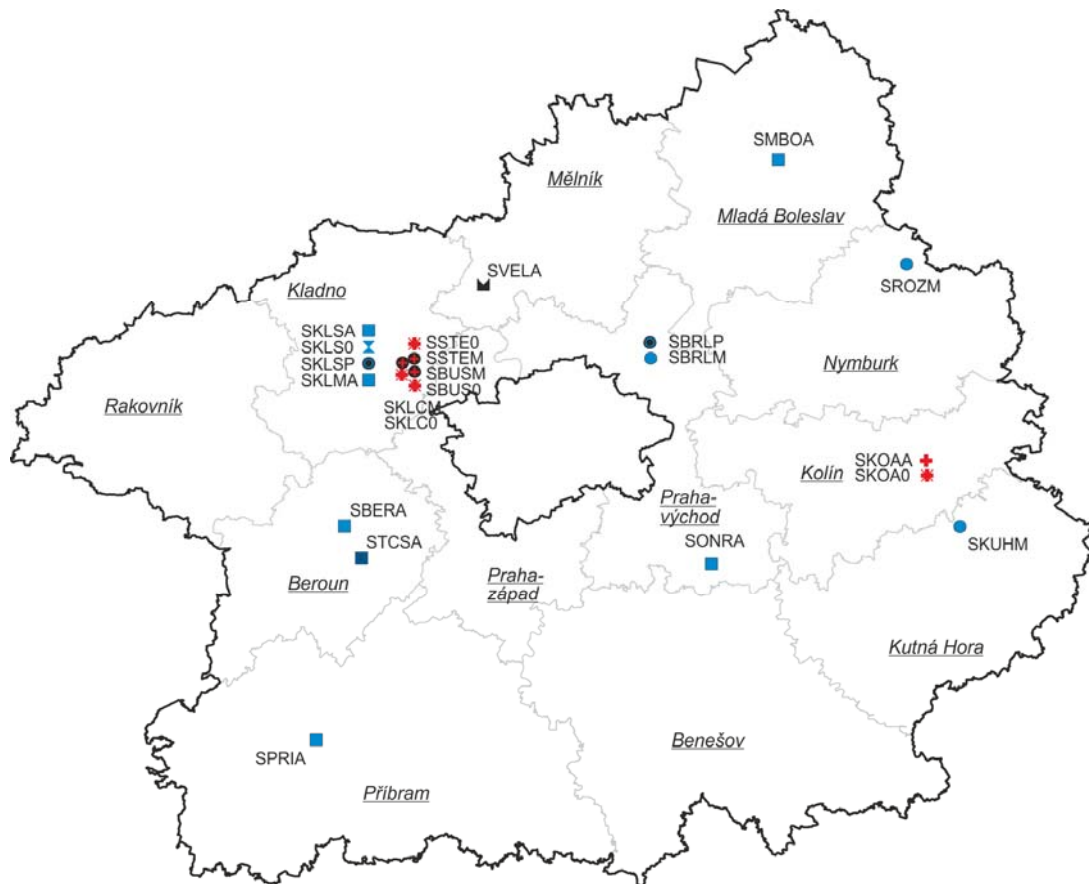 SMBOA
Mělník
Mladá Boleslav
SROZM
SVELA
Kladno
SKLSA
SKLS0
SKLSP
SKLMA
SSTE0
SSTEM
SBUSM
SBUS0
SKLCM
SKLC0
SBRLP
SBRLM
Nymburk
Rakovník
SKOAA
Kolín
SKOA0
Praha-
východ
SBERA
STCSA
SONRA
SKUHM
Beroun
Praha-
západ
Kutná Hora
SPRIA
Benešov
Příbram